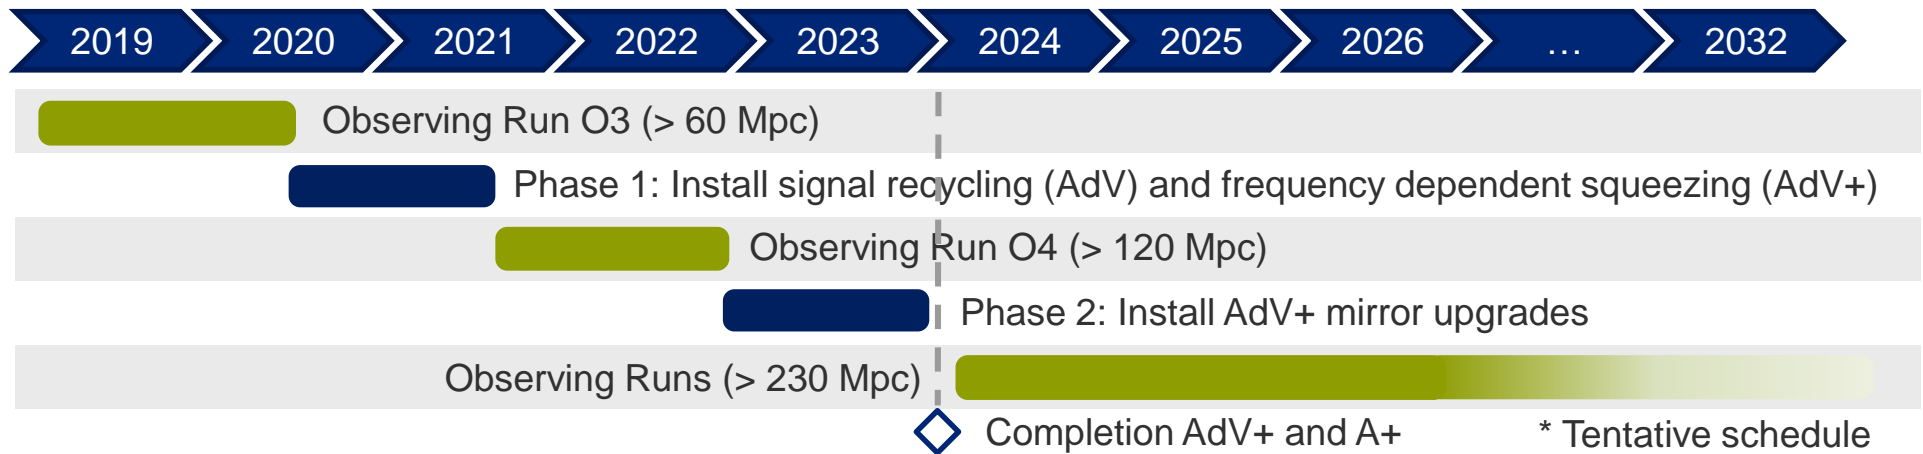 2019 2020 2021 2022 2023 2024 2025 2026 … 2032
Observing Run O3 (> 60 Mpc)
Phase 1: Install signal recycling (AdV) and frequency dependent squeezing (AdV+)
Observing Run O4 (> 120 Mpc)
Phase 2: Install AdV+ mirror upgrades
Observing Runs (> 230 Mpc)
Completion AdV+ and A+ * Tentative schedule